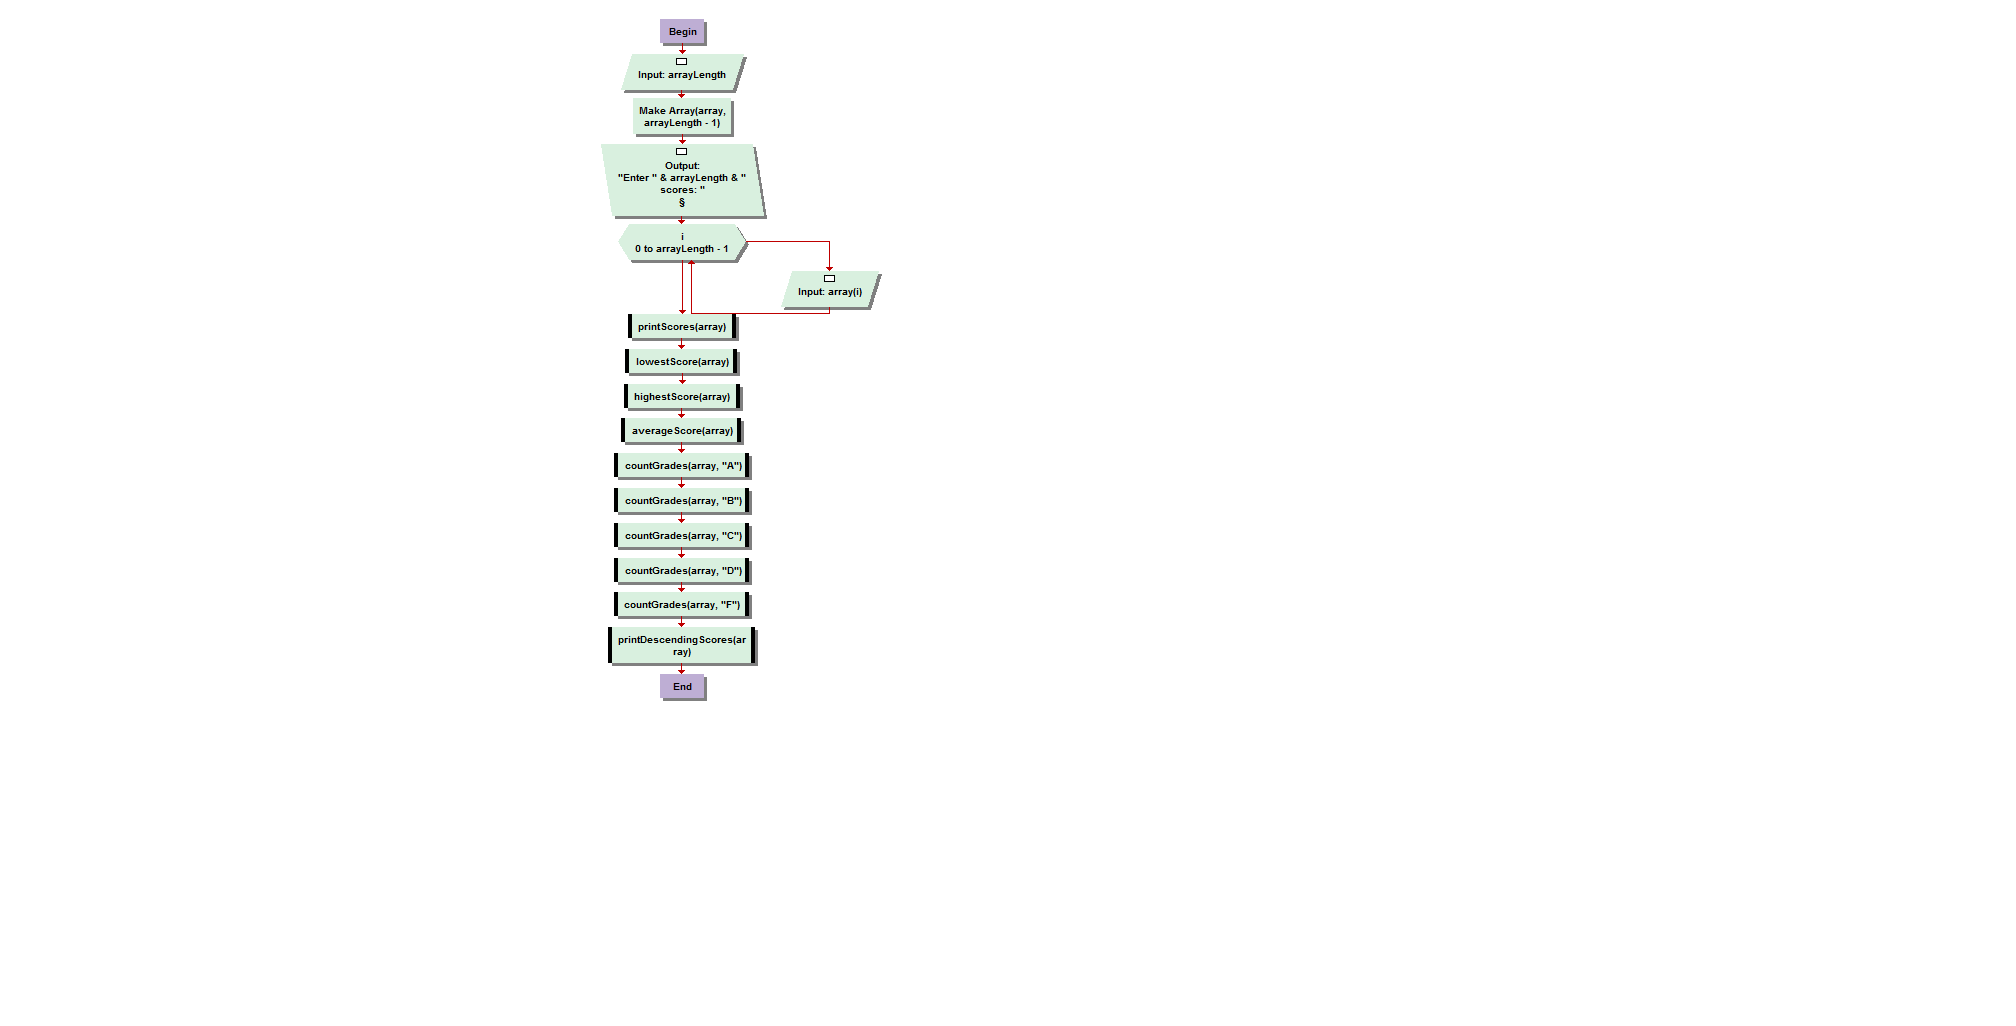 Begin
Input: arrayLength
Make Array(array,
arrayLength - 1)
Output:
"Enter " & arrayLength & "
scores: "
§
i
0 to arrayLength - 1
Input: array(i)
printScores(array)
lowestScore(array)
highestScore(array)
averageScore(array)
countGrades(array, "A")
countGrades(array, "B")
countGrades(array, "C")
countGrades(array, "D")
countGrades(array, "F")
printDescendingScores(ar
ray)
End